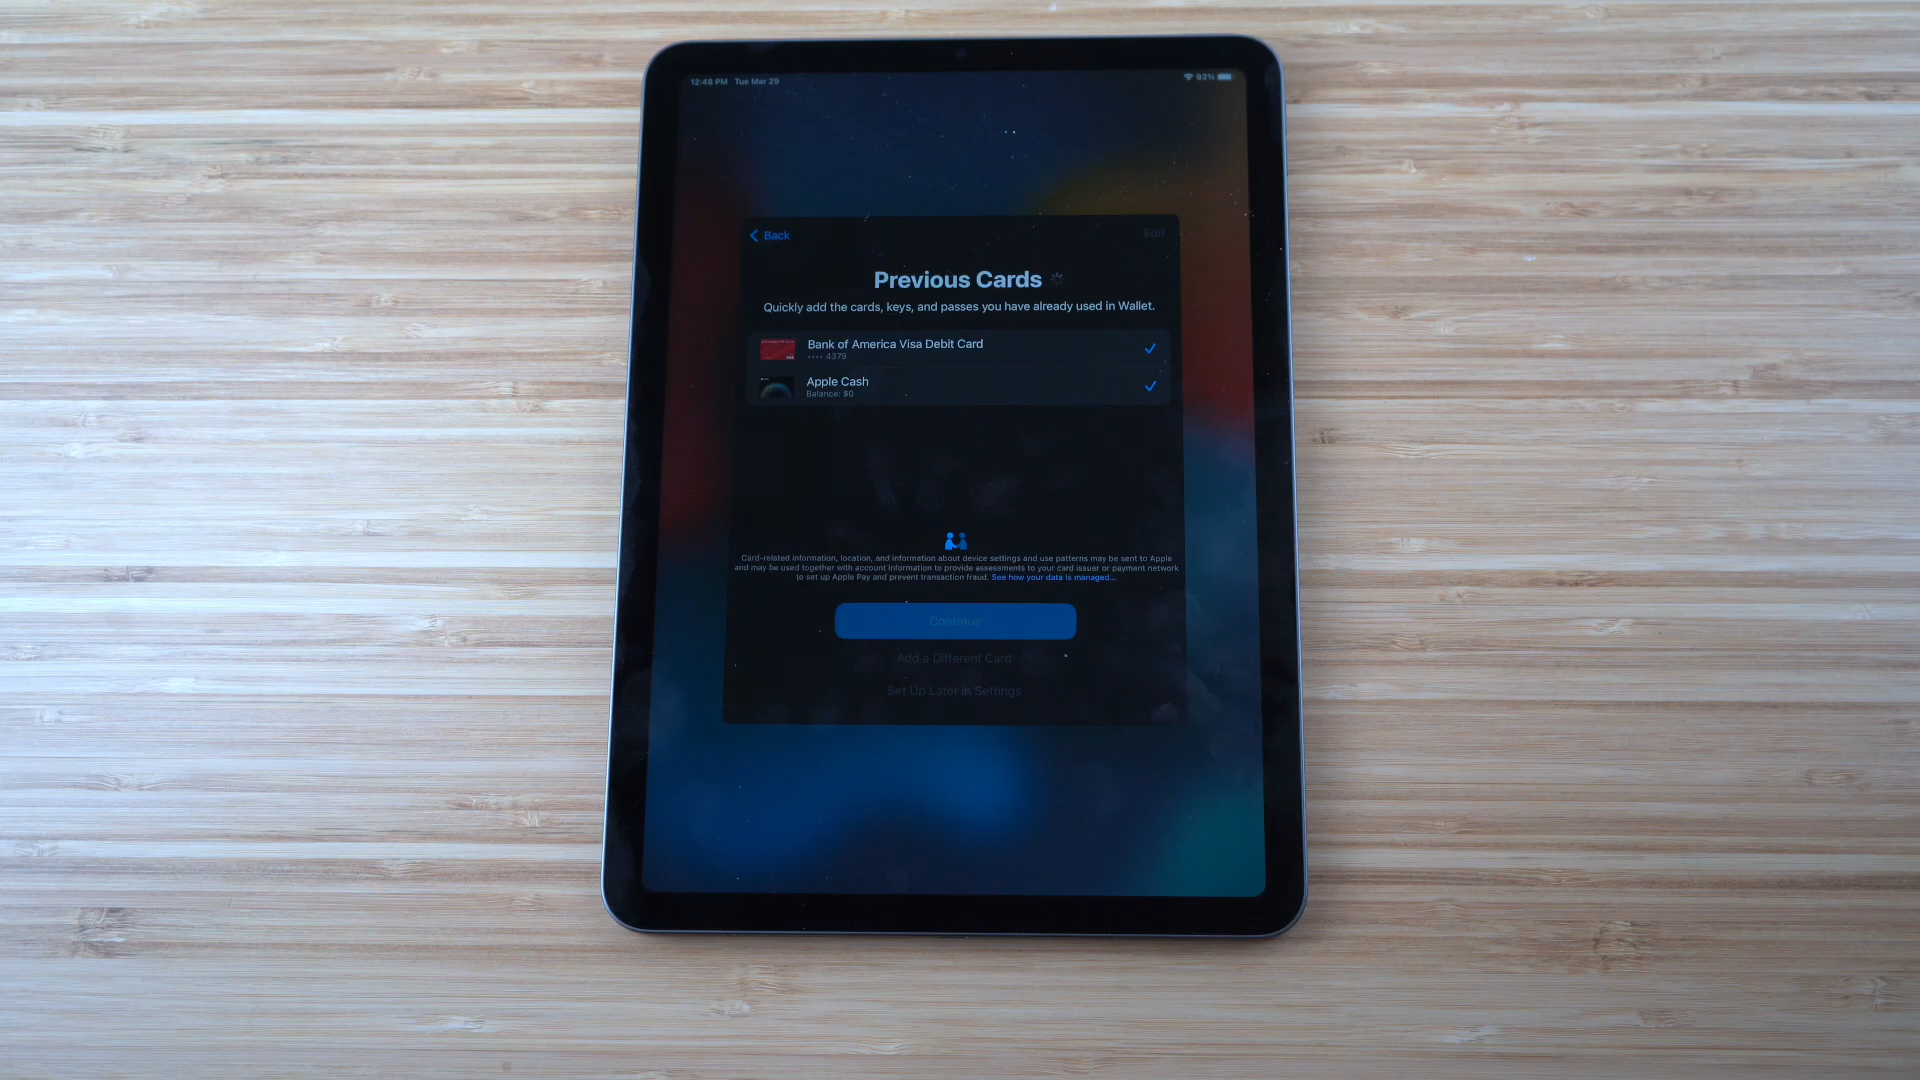 12:48 PM Tue Mar 29
93%
Back
Edit
Previous Cards
Quickly add the cards, keys, and passes you have already used in Wallet.
Bank of America Visa Debit Card
•••• 4379
Apple Cash
Balance: $0
Card-related information, location, and information about device settings and use patterns may be sent to Apple
and may be used together with account information to provide assessments to your card issuer or payment network
to set up Apple Pay and prevent transaction fraud. See how your data is managed...
Continue
Add a Different Card
Set Up Later in Settings